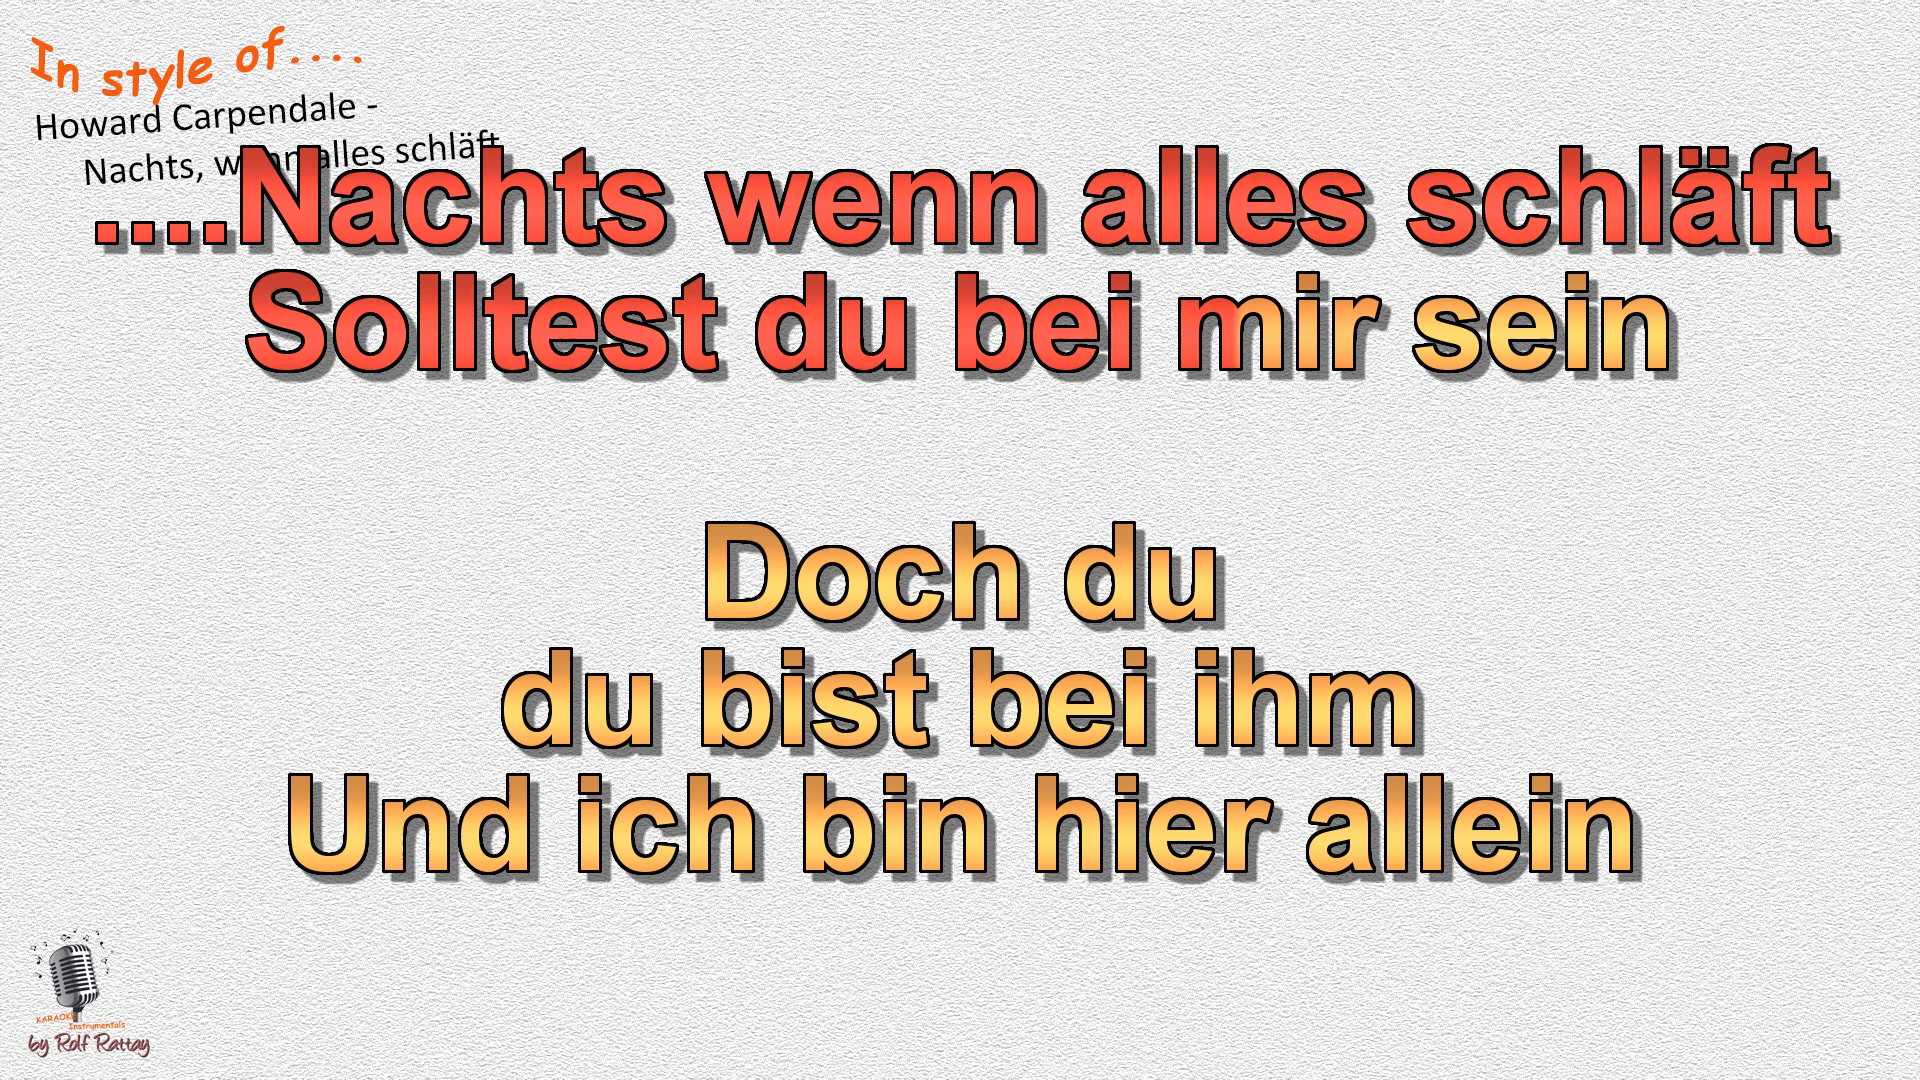 In style of....
Howard Carpendale -
Nachts, wenn alles schläft
....Nachts wenn alles schläft
Solltest du bei mir sein
Doch du
du bist bei ihm
Und ich bin hier allein
KARAOKE
Instrumentals
by Rolf Rattay